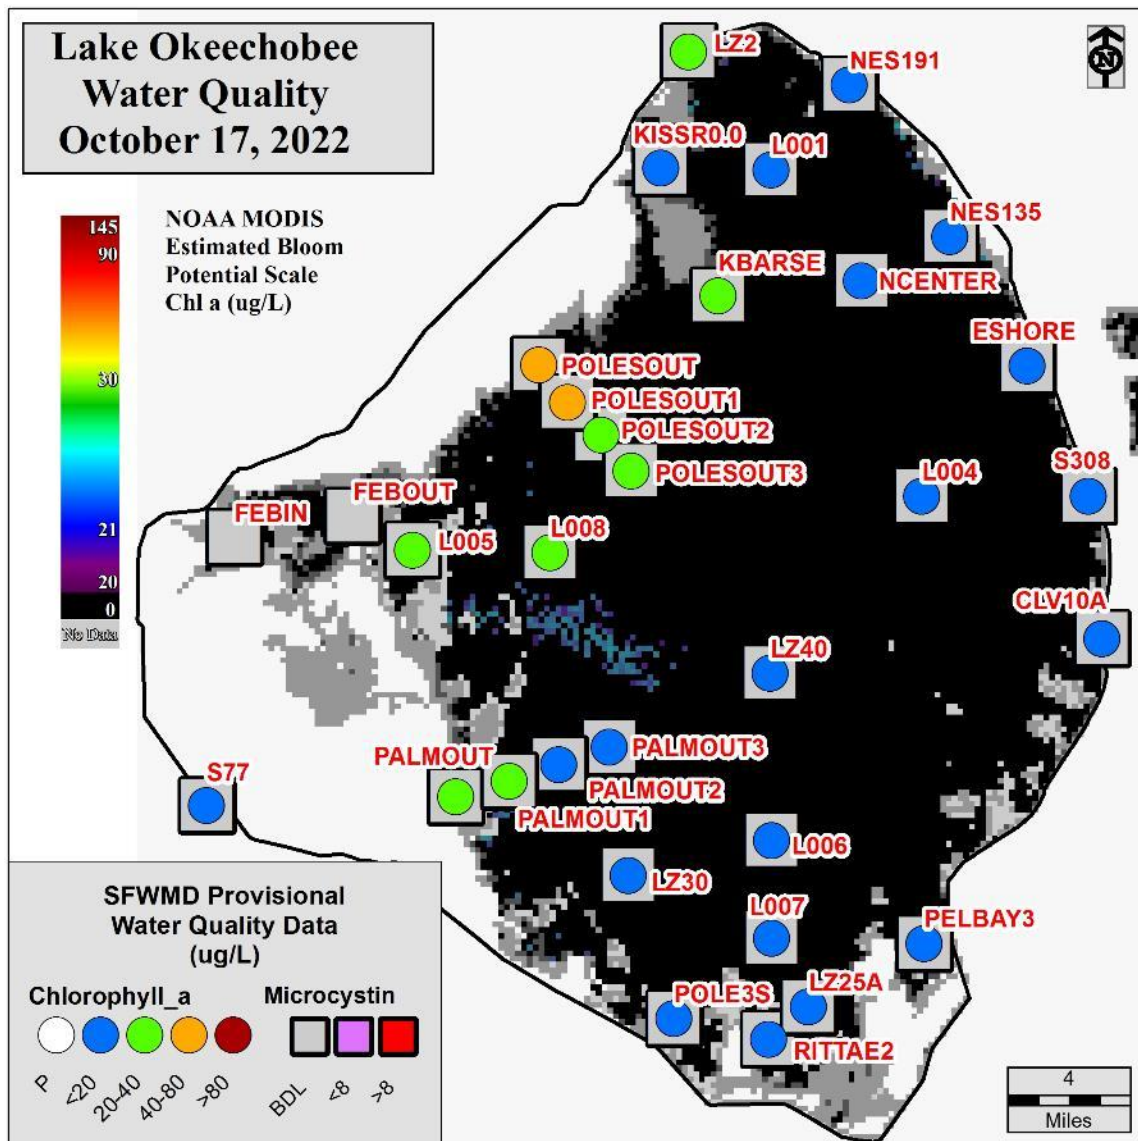 Lake Okeechobee
Water Quality
October 17, 2022
N
LZ2
NES191
KISSR0.0
L001
NES135
145
90
30
21
20
0
No Data
NOAA MODIS
Estimated Bloom
Potential Scale
Chl a (ug/L)
KBARSE
NCENTER
ESHORE
POLESOUT
POLESOUT1
POLESOUT2
POLESOUT3
L004
S308
FEBOUT
FEBIN
L005
L008
CLV10A
LZ40
PALMOUT
PALMOUT3
S77
PALMOUT2
PALMOUT1
L006
LZ30
L007
PELBAY3
LZ25A
POLE3S
RITTAE2
SFWMD Provisional
Water Quality Data
(ug/L)
Chlorophyll_a Microcystin
P <20 20-40 40-80 >80 BDL <8 >8
4
Miles